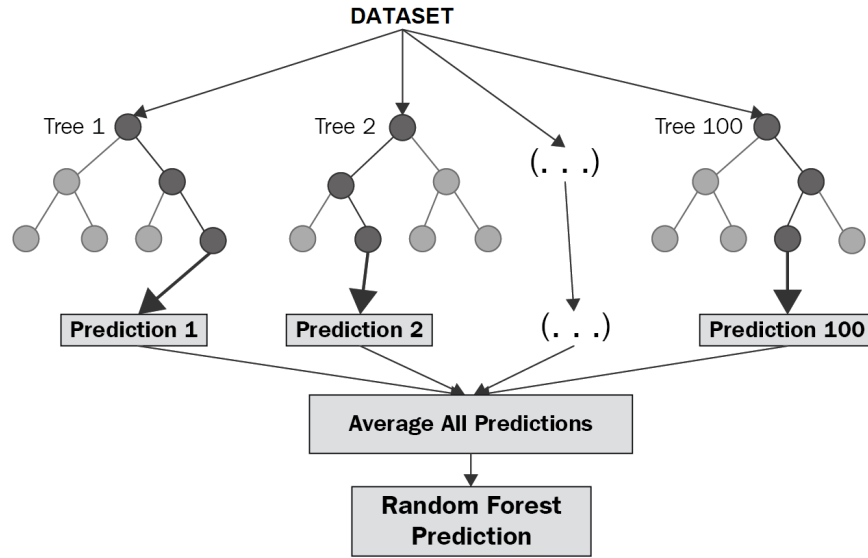 DATASET
Tree 1
Tree 2
(. . .)
Tree 100
Prediction 1
Prediction 2
(. . .)
Prediction 100
Average All Predictions
Random Forest
Prediction